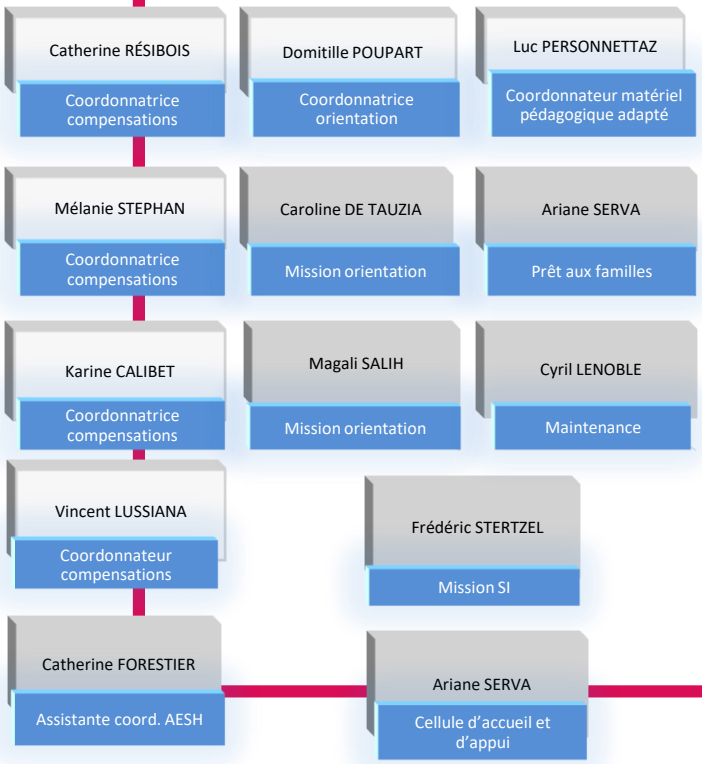 Catherine RÉSIBOIS
Coordonnatrice
compensations
Domitille POUPART
Coordonnatrice
orientation
Luc PERSONNETTAZ
Coordonnateur matériel
pédagogique adapté
Mélanie STEPHAN
Coordonnatrice
compensations
Caroline DE TAUZIA
Mission orientation
Ariane SERVA
Prêt aux familles
Karine CALIBET
Coordonnatrice
compensations
Magali SALIH
Mission orientation
Cyril LENOBLE
Maintenance
Vincent LUSSIANA
Coordonnateur
compensations
Frédéric STERTZEL
Mission SI
Catherine FORESTIER
Assistante coord. AESH
Ariane SERVA
Cellule d’accueil et
d’appui